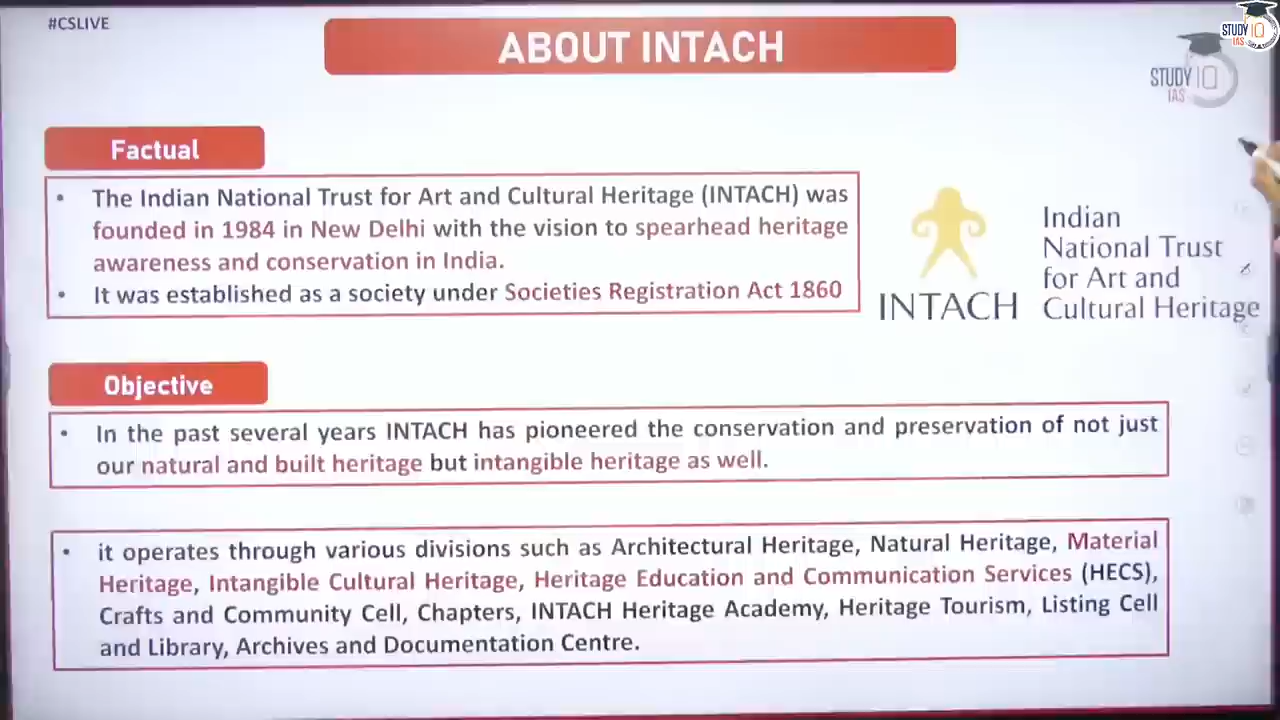 #CSLIVE
ABOUT INTACH
STUDY IQ
IAS
STUDY IQ
IAS
Factual
• The Indian National Trust for Art and Cultural Heritage (INTACH) was
founded in 1984 in New Delhi with the vision to spearhead heritage
awareness and conservation in India.
• It was established as a society under Societies Registration Act 1860
INTACH
Indian
National Trust
for Art and
Cultural Heritage
Objective
• In the past several years INTACH has pioneered the conservation and preservation of not just
our natural and built heritage but intangible heritage as well.
• it operates through various divisions such as Architectural Heritage, Natural Heritage, Material
Heritage, Intangible Cultural Heritage, Heritage Education and Communication Services (HECS),
Crafts and Community Cell, Chapters, INTACH Heritage Academy, Heritage Tourism, Listing Cell
and Library, Archives and Documentation Centre.